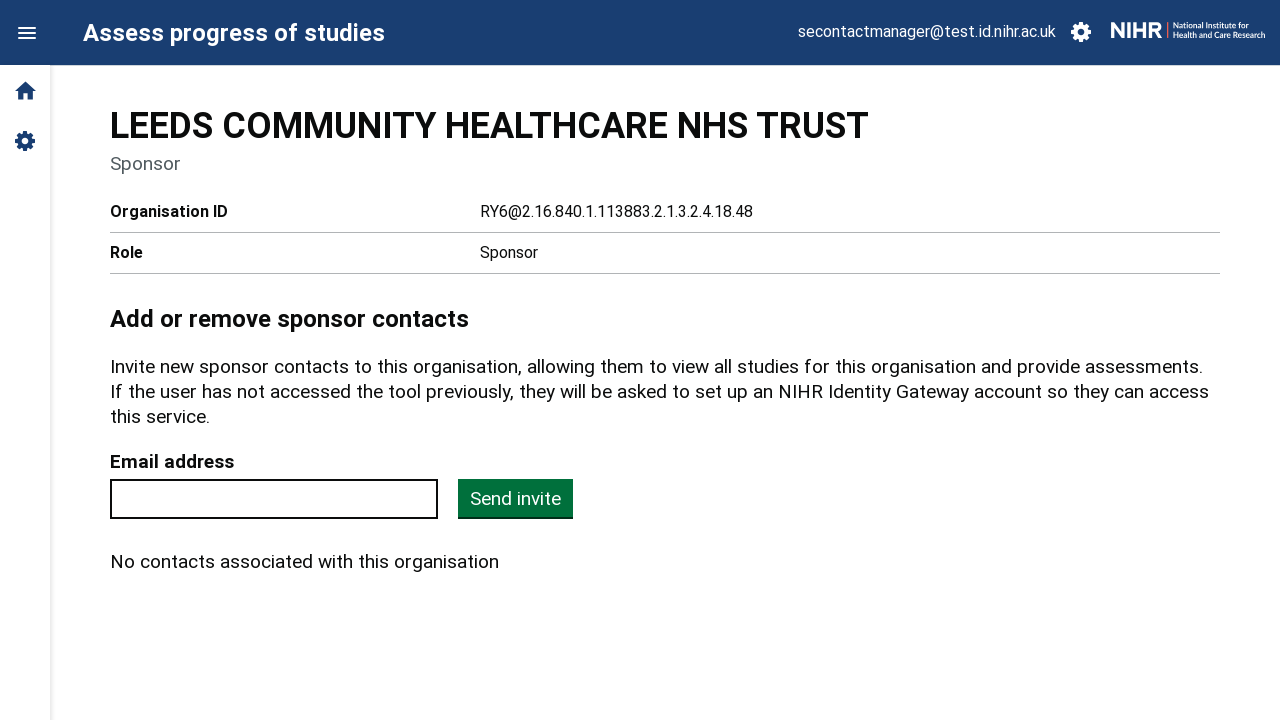 Assess progress of studies
secontactmanager@test.id.nihr.ac.uk
NIHR | National Institute for
Health and Care Research
LEEDS COMMUNITY HEALTHCARE NHS TRUST
Sponsor
Organisation ID RY6@2.16.840.1.113883.2.1.3.2.4.18.48
Role Sponsor
Add or remove sponsor contacts
Invite new sponsor contacts to this organisation, allowing them to view all studies for this organisation and provide assessments.
If the user has not accessed the tool previously, they will be asked to set up an NIHR Identity Gateway account so they can access
this service.
Email address
Send invite
No contacts associated with this organisation